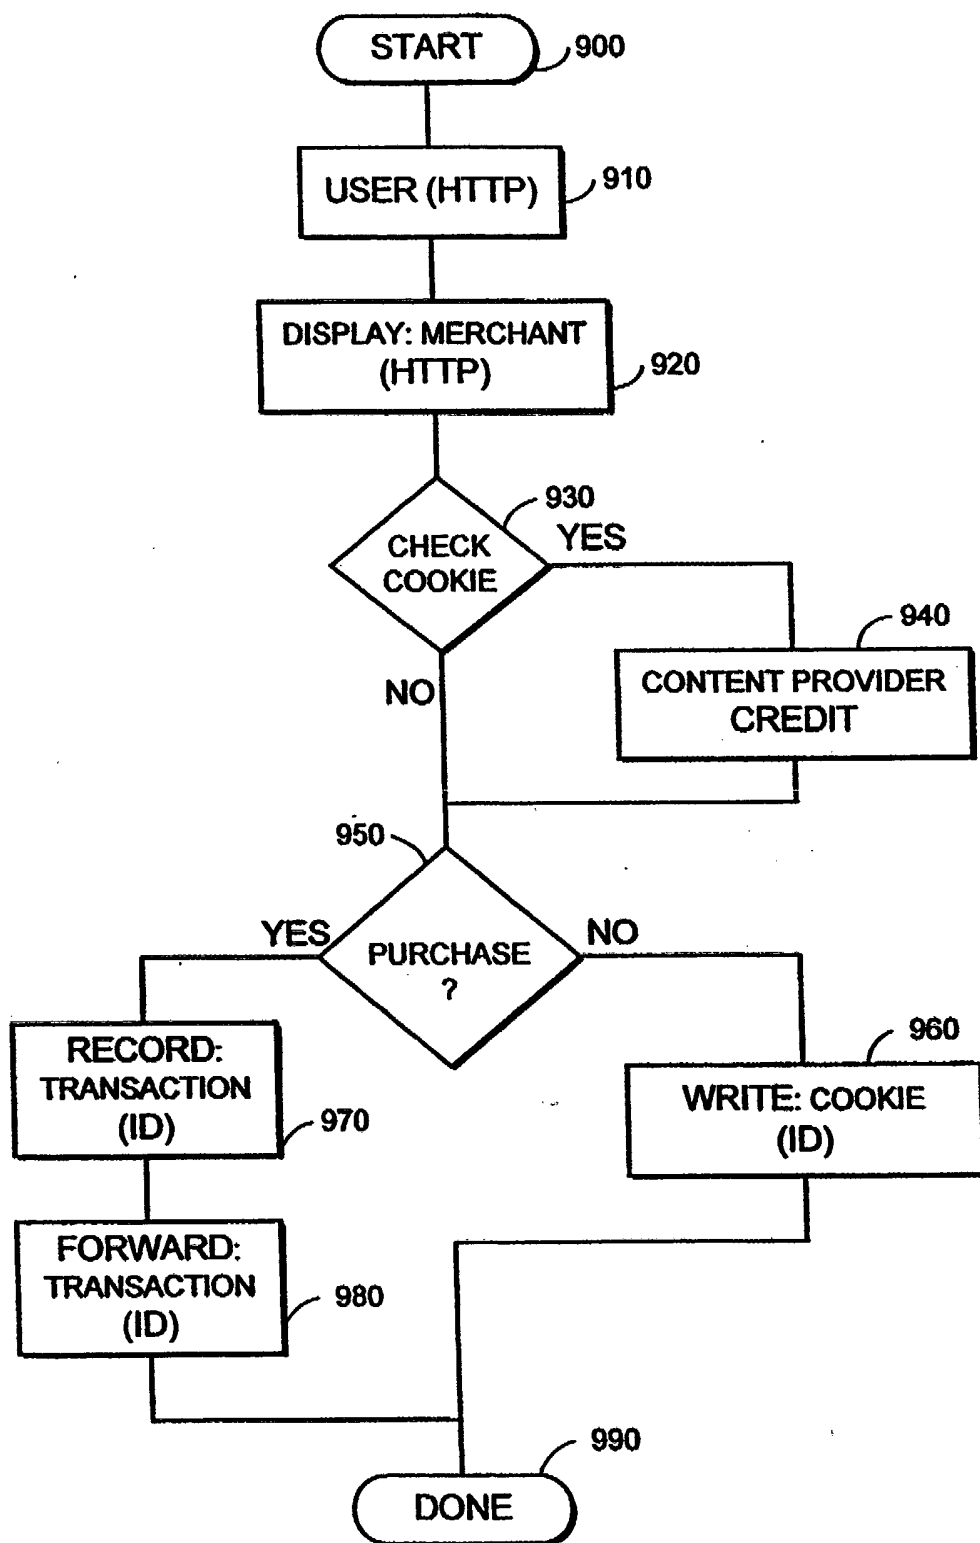 START
900
USER (HTTP)
910
DISPLAY: MERCHANT
(HTTP)
920
930
CHECK
COOKIE
YES
NO
940
CONTENT PROVIDER
CREDIT
950
YES
PURCHASE
?
NO
RECORD:
TRANSACTION
(ID)
970
960
WRITE: COOKIE
(ID)
FORWARD:
TRANSACTION
(ID)
980
990
DONE